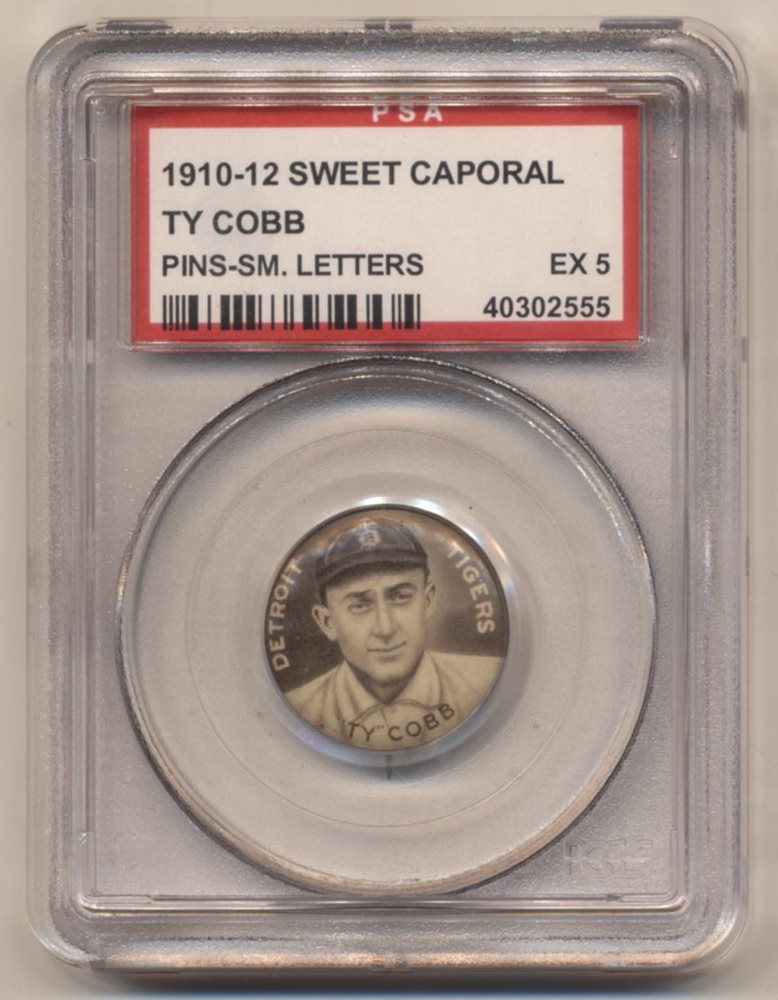 PSA
1910-12 SWEET CAPORAL
TY COBB
PINS-SM. LETTERS EX 5
40302555
D
DETROIT TIGERS
"TY" COBB